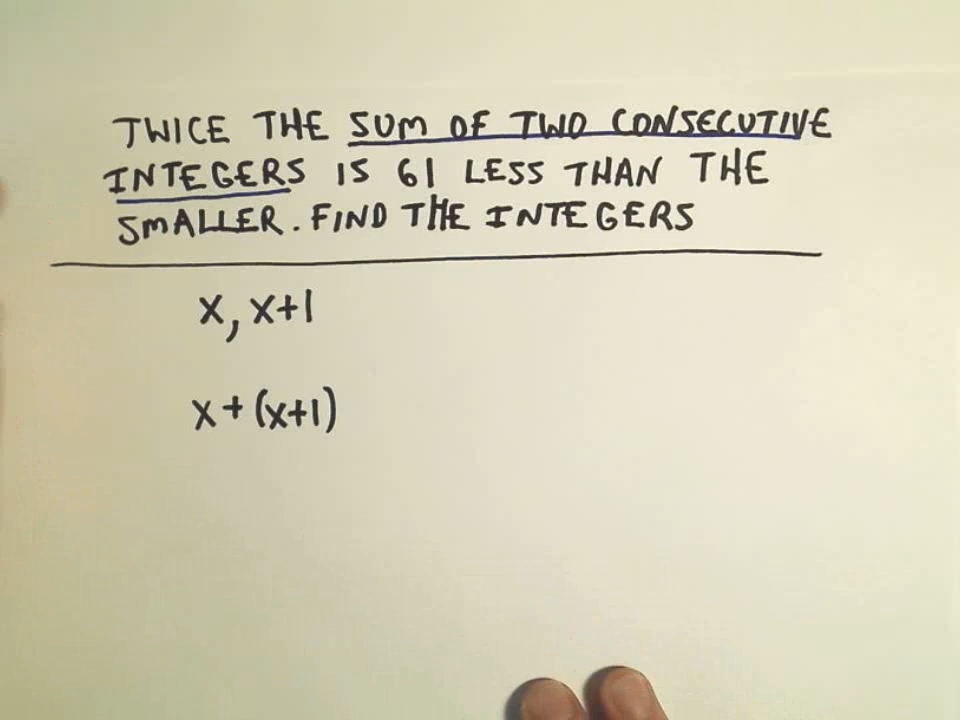 TWICE THE SUM OF TWO CONSECUTIVE
INTEGERS IS 61 LESS THAN THE
SMALLER. FIND THE INTEGERS
x, x+1
x + (x+1)